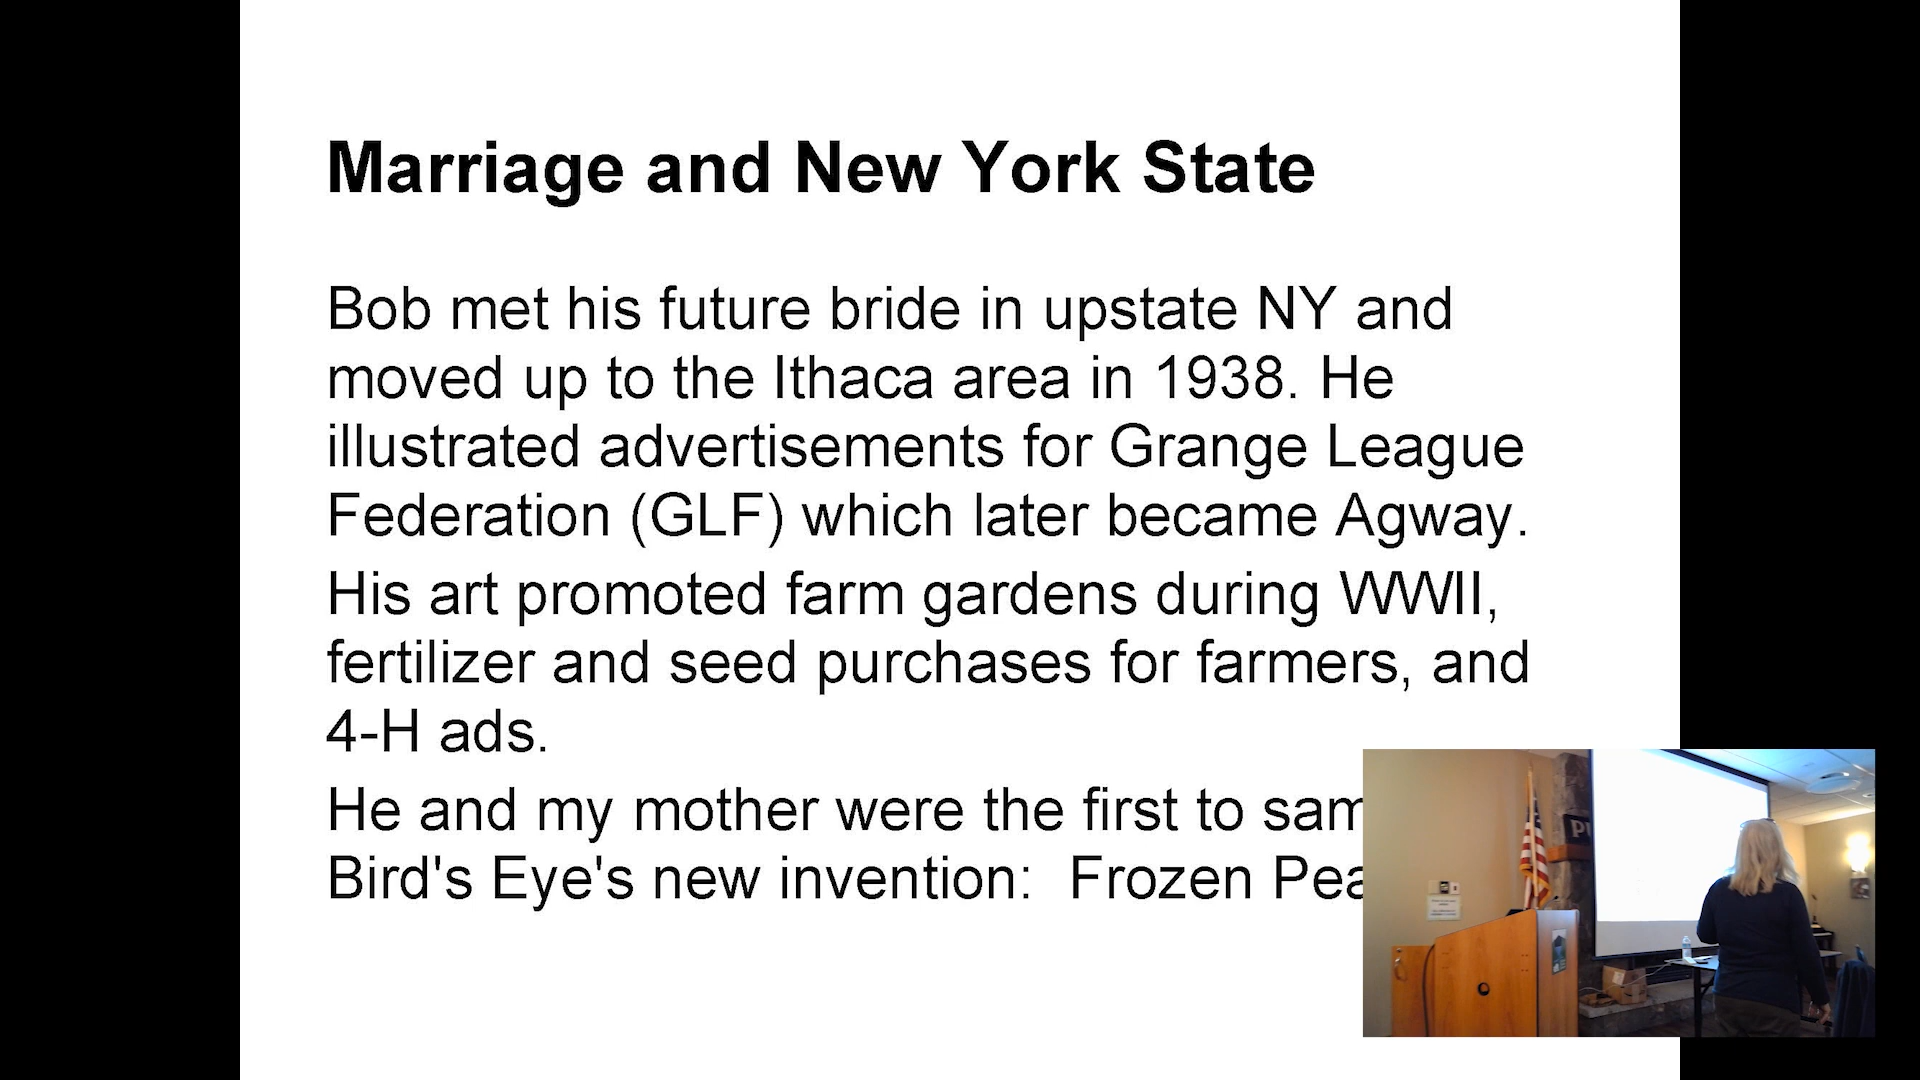 Marriage and New York State
Bob met his future bride in upstate NY and
moved up to the Ithaca area in 1938. He
illustrated advertisements for Grange League
Federation (GLF) which later became Agway.
His art promoted farm gardens during WWII,
fertilizer and seed purchases for farmers, and
4-H ads.
He and my mother were the first to sam
Bird's Eye's new invention:  Frozen Pea